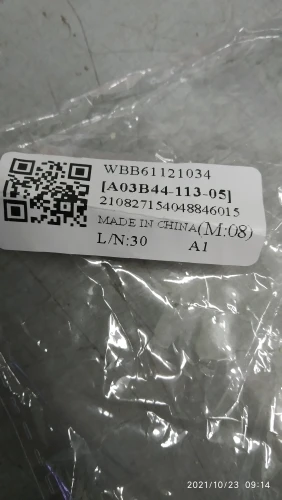 WBB61121034
[A03B44-113-05]
210827154048846015
MADE IN CHINA(M:08)
L/N:30 A1
2021/10/23 09:14